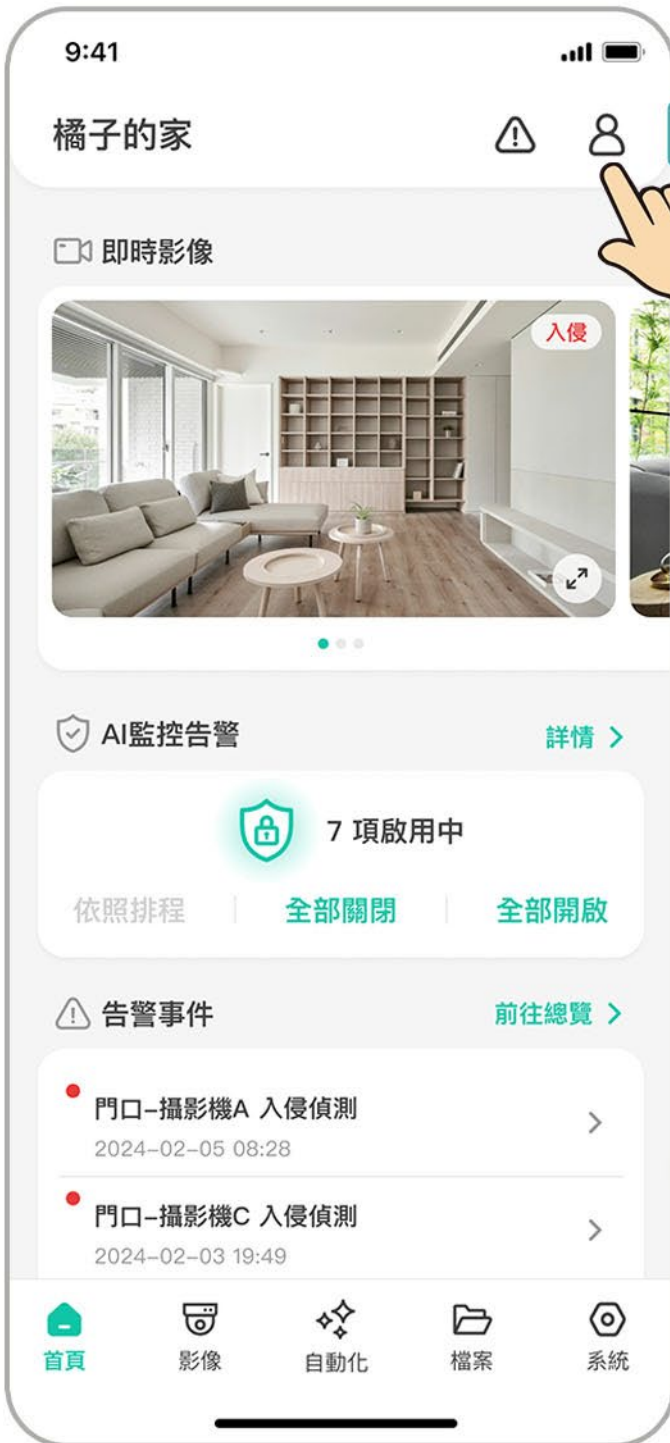 9:41
橘子的家
即時影像
入侵
AI監控告警
詳情
7 項啟用中
依照排程
全部關閉
全部開啟
告警事件
前往總覽
門口-攝影機A 入侵偵測
2024-02-05 08:28
門口-攝影機C 入侵偵測
2024-02-03 19:49
首頁
影像
自動化
檔案
系統